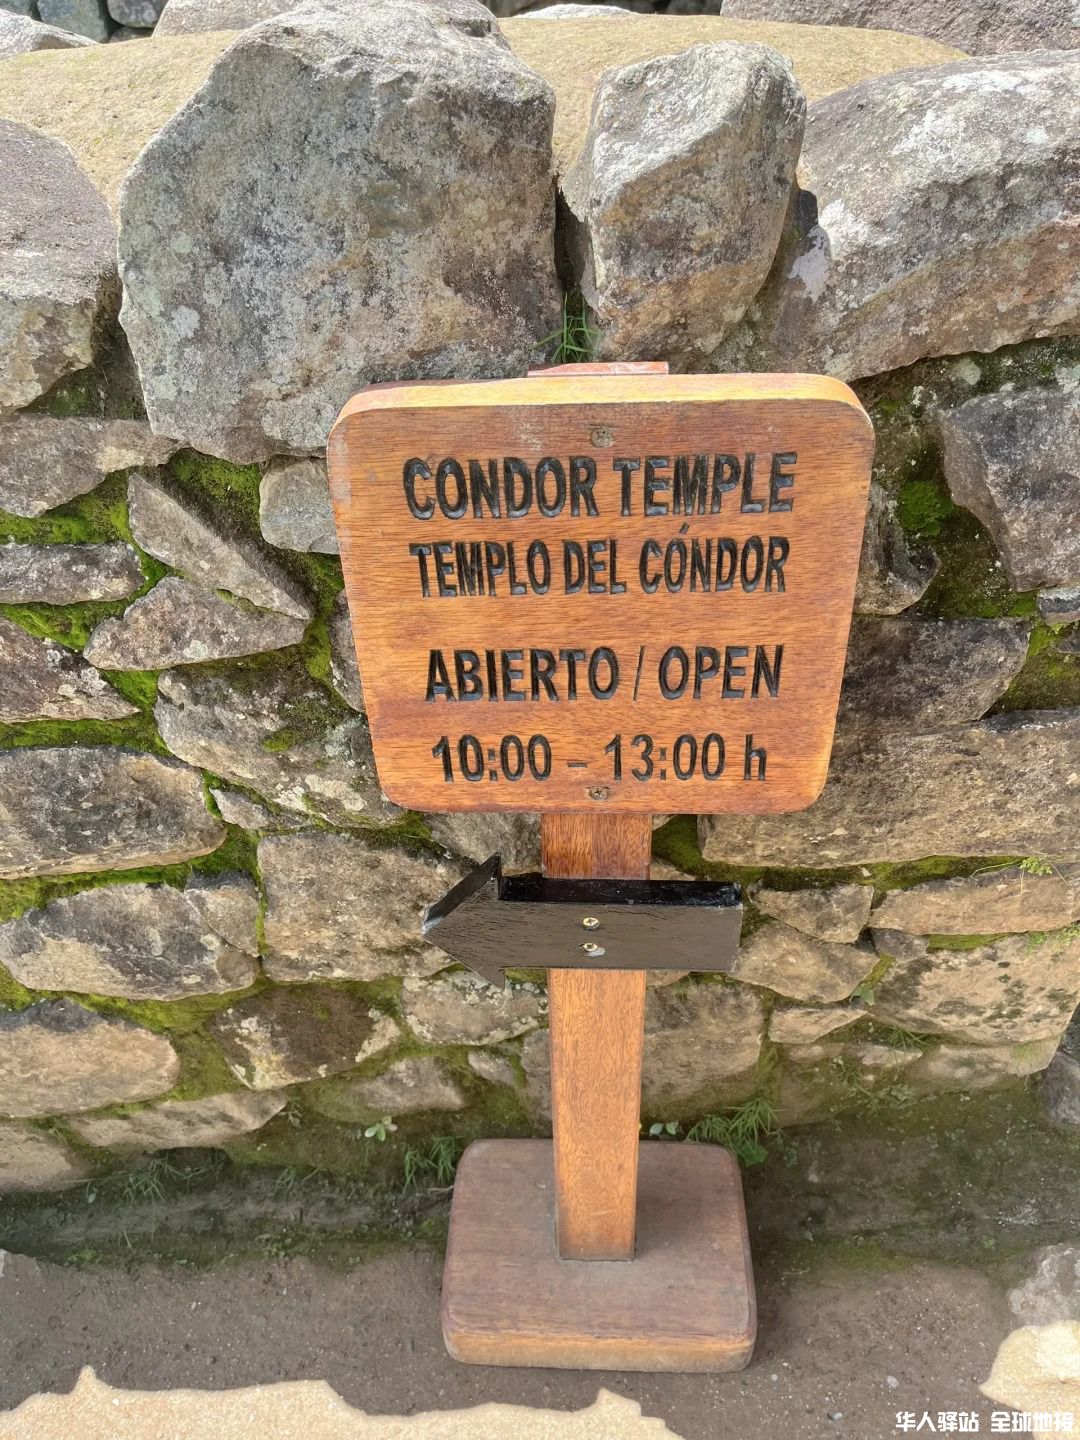 CONDOR TEMPLE
TEMPLO DEL CÓNDOR
ABIERTO / OPEN
10:00 – 13:00 h
华人驿站 全球地接